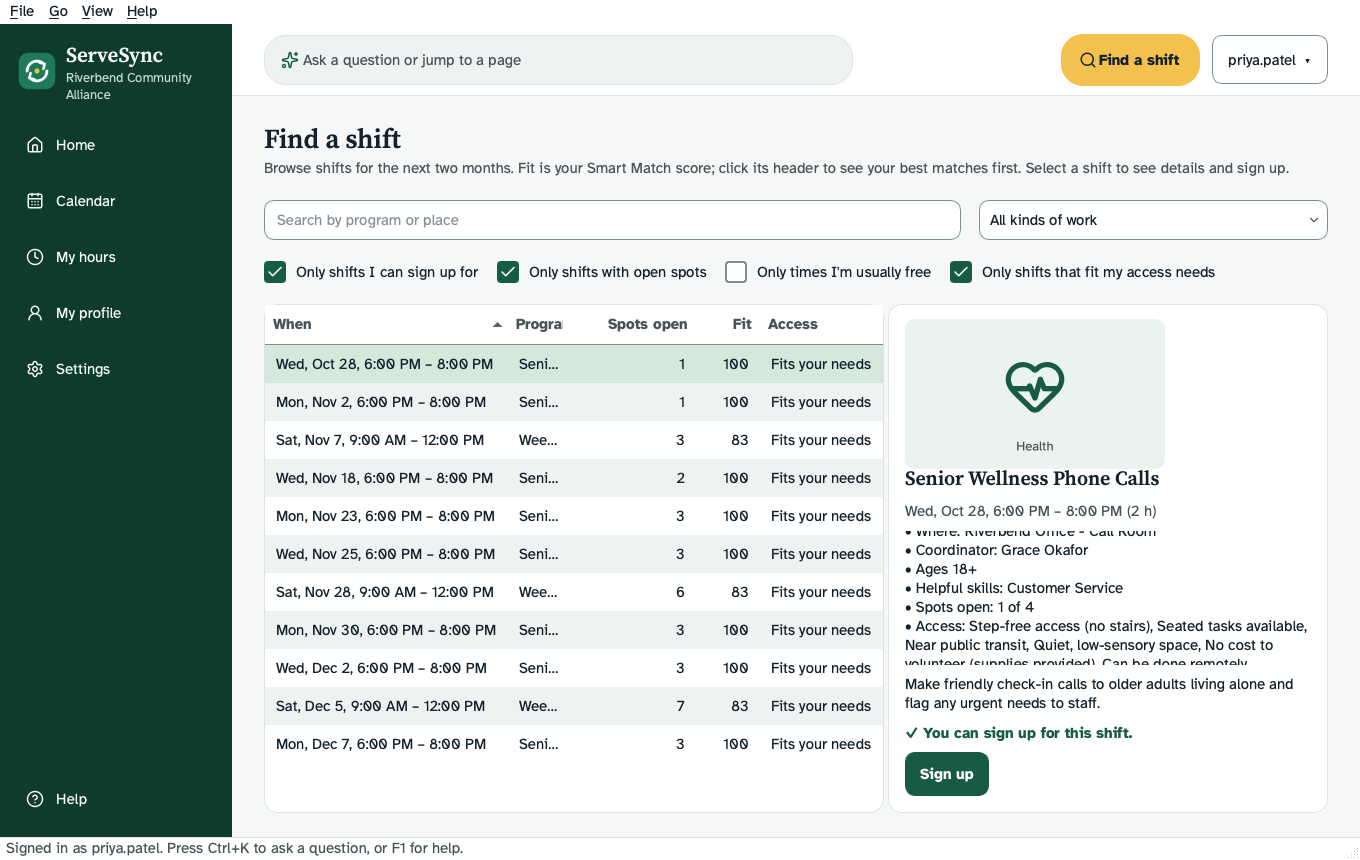 File Go View Help
ServeSync
Riverbend Community
Alliance
Ask a question or jump to a page
Find a shift
priya.patel
Home
Calendar
My hours
My profile
Settings
Help
Find a shift
Browse shifts for the next two months. Fit is your Smart Match score; click its header to see your best matches first. Select a shift to see details and sign up.
Search by program or place
All kinds of work
Only shifts I can sign up for
Only shifts with open spots
Only times I'm usually free
Only shifts that fit my access needs
When Progra Spots open Fit Access
Wed, Oct 28, 6:00 PM – 8:00 PM Seni... 1 100 Fits your needs
Mon, Nov 2, 6:00 PM – 8:00 PM Seni... 1 100 Fits your needs
Sat, Nov 7, 9:00 AM – 12:00 PM Wee... 3 83 Fits your needs
Wed, Nov 18, 6:00 PM – 8:00 PM Seni... 2 100 Fits your needs
Mon, Nov 23, 6:00 PM – 8:00 PM Seni... 3 100 Fits your needs
Wed, Nov 25, 6:00 PM – 8:00 PM Seni... 3 100 Fits your needs
Sat, Nov 28, 9:00 AM – 12:00 PM Wee... 6 83 Fits your needs
Mon, Nov 30, 6:00 PM – 8:00 PM Seni... 3 100 Fits your needs
Wed, Dec 2, 6:00 PM – 8:00 PM Seni... 3 100 Fits your needs
Sat, Dec 5, 9:00 AM – 12:00 PM Wee... 7 83 Fits your needs
Mon, Dec 7, 6:00 PM – 8:00 PM Seni... 3 100 Fits your needs
Health
Senior Wellness Phone Calls
Wed, Oct 28, 6:00 PM – 8:00 PM (2 h)
• Where: Riverbend Office - Call Room
• Coordinator: Grace Okafor
• Ages 18+
• Helpful skills: Customer Service
• Spots open: 1 of 4
• Access: Step-free access (no stairs), Seated tasks available,
Near public transit, Quiet, low-sensory space, No cost to
volunteer (supplies provided), Can be done remotely
Make friendly check-in calls to older adults living alone and
flag any urgent needs to staff.
✓ You can sign up for this shift.
Sign up
Signed in as priya.patel. Press Ctrl+K to ask a question, or F1 for help.